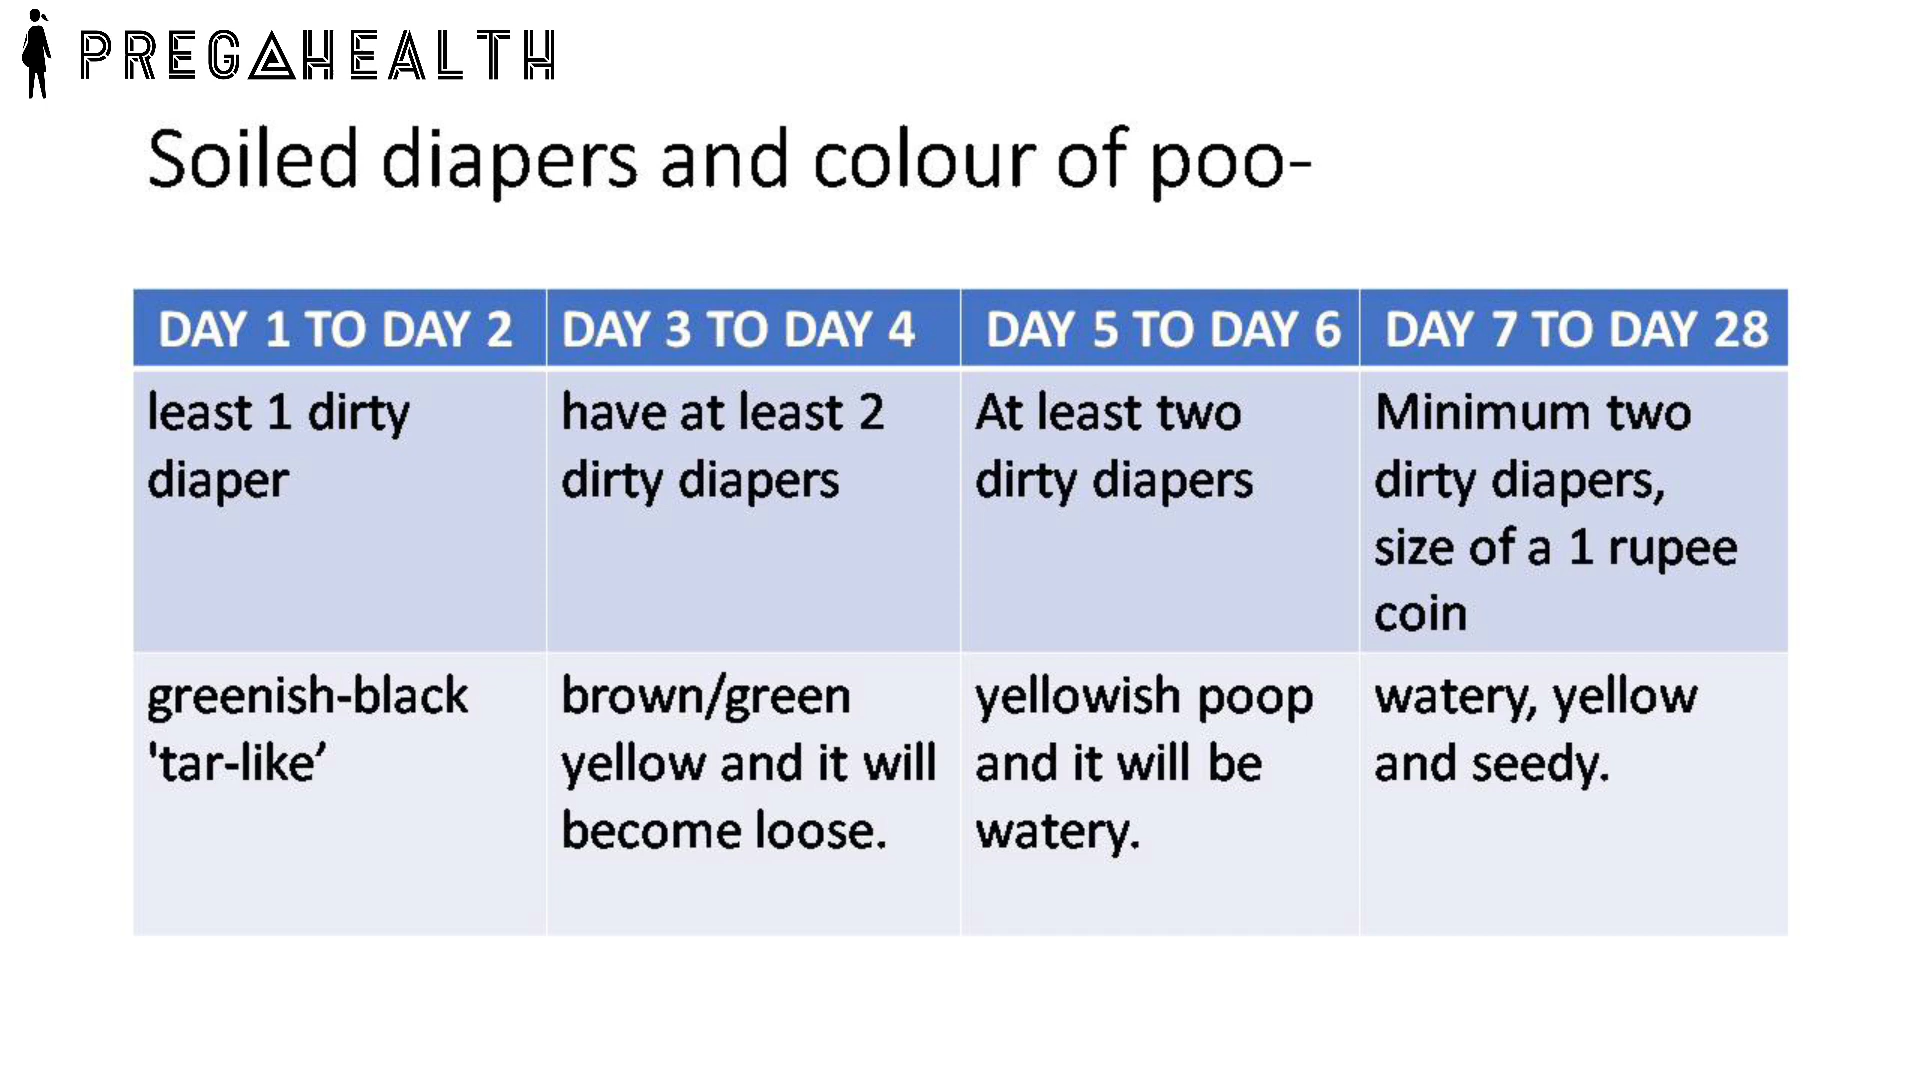 PREGAHEALTH
Soiled diapers and colour of poo-
DAY 1 TO DAY 2
DAY 3 TO DAY 4
DAY 5 TO DAY 6
DAY 7 TO DAY 28
least 1 dirty
diaper
have at least 2
dirty diapers
At least two
dirty diapers
Minimum two
dirty diapers,
size of a 1 rupee
coin
greenish-black
'tar-like’
brown/green
yellow and it will
become loose.
yellowish poop
and it will be
watery.
watery, yellow
and seedy.